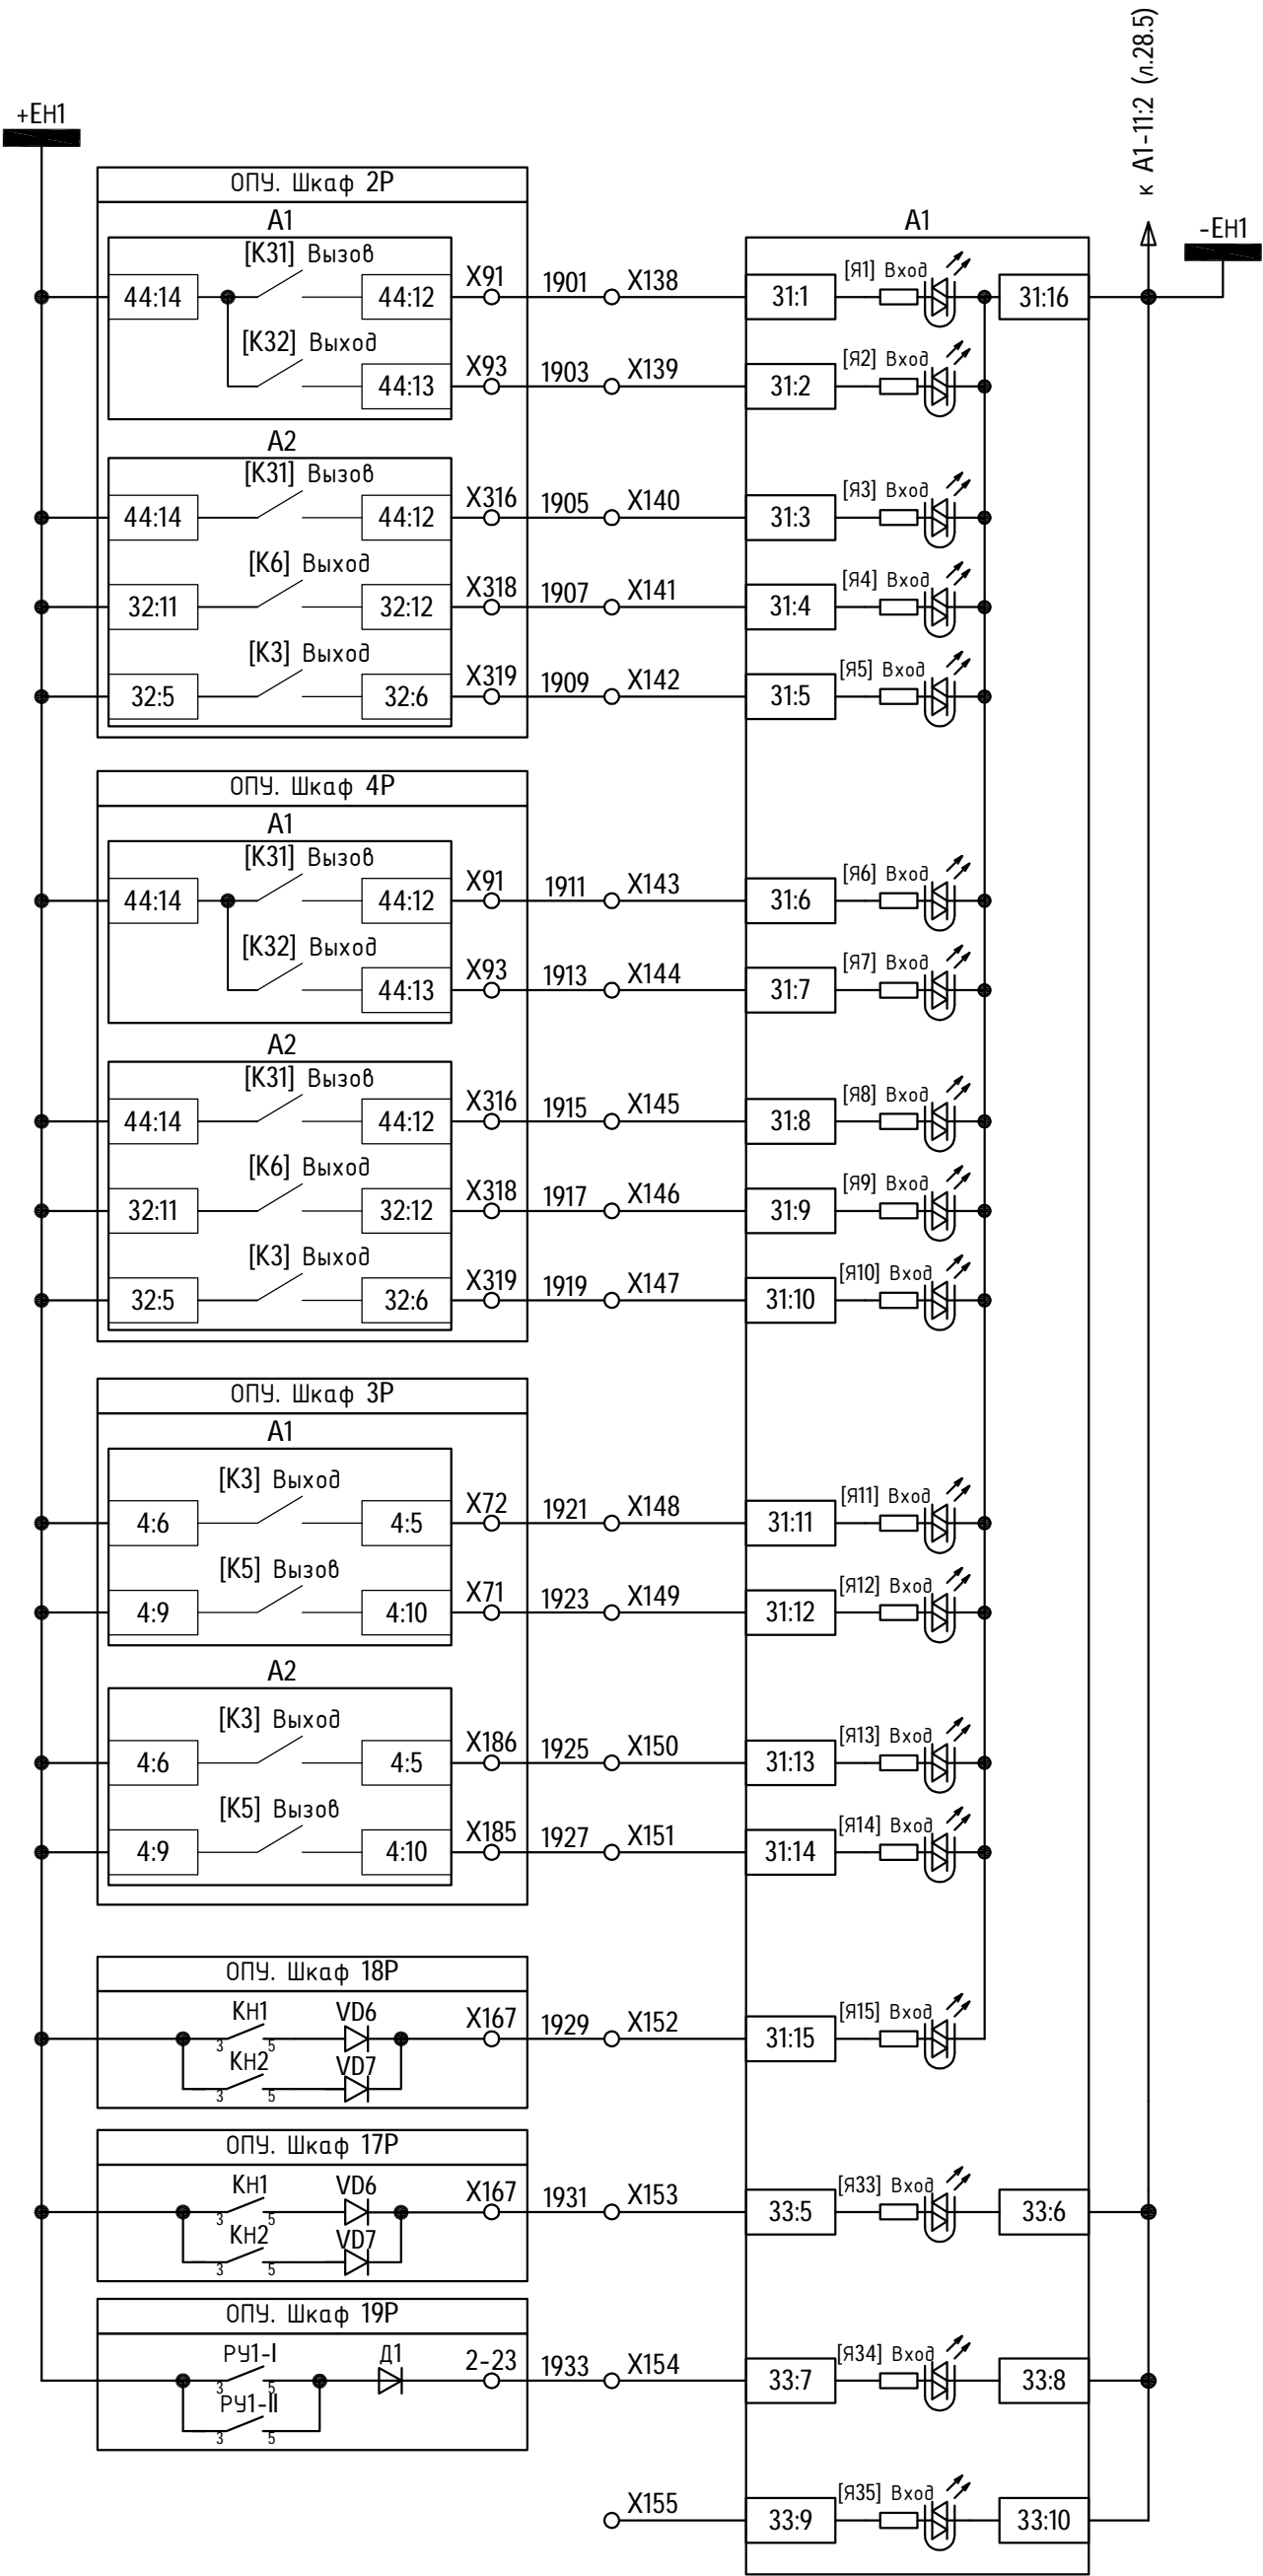 к А1-11:2 (л.28.5)
+ЕН1
-ЕН1
ОПУ. Шкаф 2Р
А1
А1
[К31] Вызов
44:14
44:12
Х91
1901
Х138
31:1
[Я1] Вход
31:16
[К32] Выход
44:13
Х93
1903
Х139
31:2
[Я2] Вход
А2
[К31] Вызов
44:14
44:12
Х316
1905
Х140
31:3
[Я3] Вход
[К6] Выход
32:11
32:12
Х318
1907
Х141
31:4
[Я4] Вход
[К3] Выход
32:5
32:6
Х319
1909
Х142
31:5
[Я5] Вход
ОПУ. Шкаф 4Р
А1
[К31] Вызов
44:14
44:12
Х91
1911
Х143
31:6
[Я6] Вход
[К32] Выход
44:13
Х93
1913
Х144
31:7
[Я7] Вход
А2
[К31] Вызов
44:14
44:12
Х316
1915
Х145
31:8
[Я8] Вход
[К6] Выход
32:11
32:12
Х318
1917
Х146
31:9
[Я9] Вход
[К3] Выход
32:5
32:6
Х319
1919
Х147
31:10
[Я10] Вход
ОПУ. Шкаф 3Р
А1
[К3] Выход
4:6
4:5
Х72
1921
Х148
31:11
[Я11] Вход
[К5] Вызов
4:9
4:10
Х71
1923
Х149
31:12
[Я12] Вход
А2
[К3] Выход
4:6
4:5
Х186
1925
Х150
31:13
[Я13] Вход
[К5] Вызов
4:9
4:10
Х185
1927
Х151
31:14
[Я14] Вход
ОПУ. Шкаф 18Р
КН1
3
5
VD6
Х167
1929
Х152
31:15
[Я15] Вход
КН2
3
5
VD7
ОПУ. Шкаф 17Р
КН1
3
5
VD6
Х167
1931
Х153
33:5
[Я33] Вход
33:6
КН2
3
5
VD7
ОПУ. Шкаф 19Р
РУ1-I
3
5
Д1
2-23
1933
Х154
33:7
[Я34] Вход
33:8
РУ1-II
3
5
Х155
33:9
[Я35] Вход
33:10